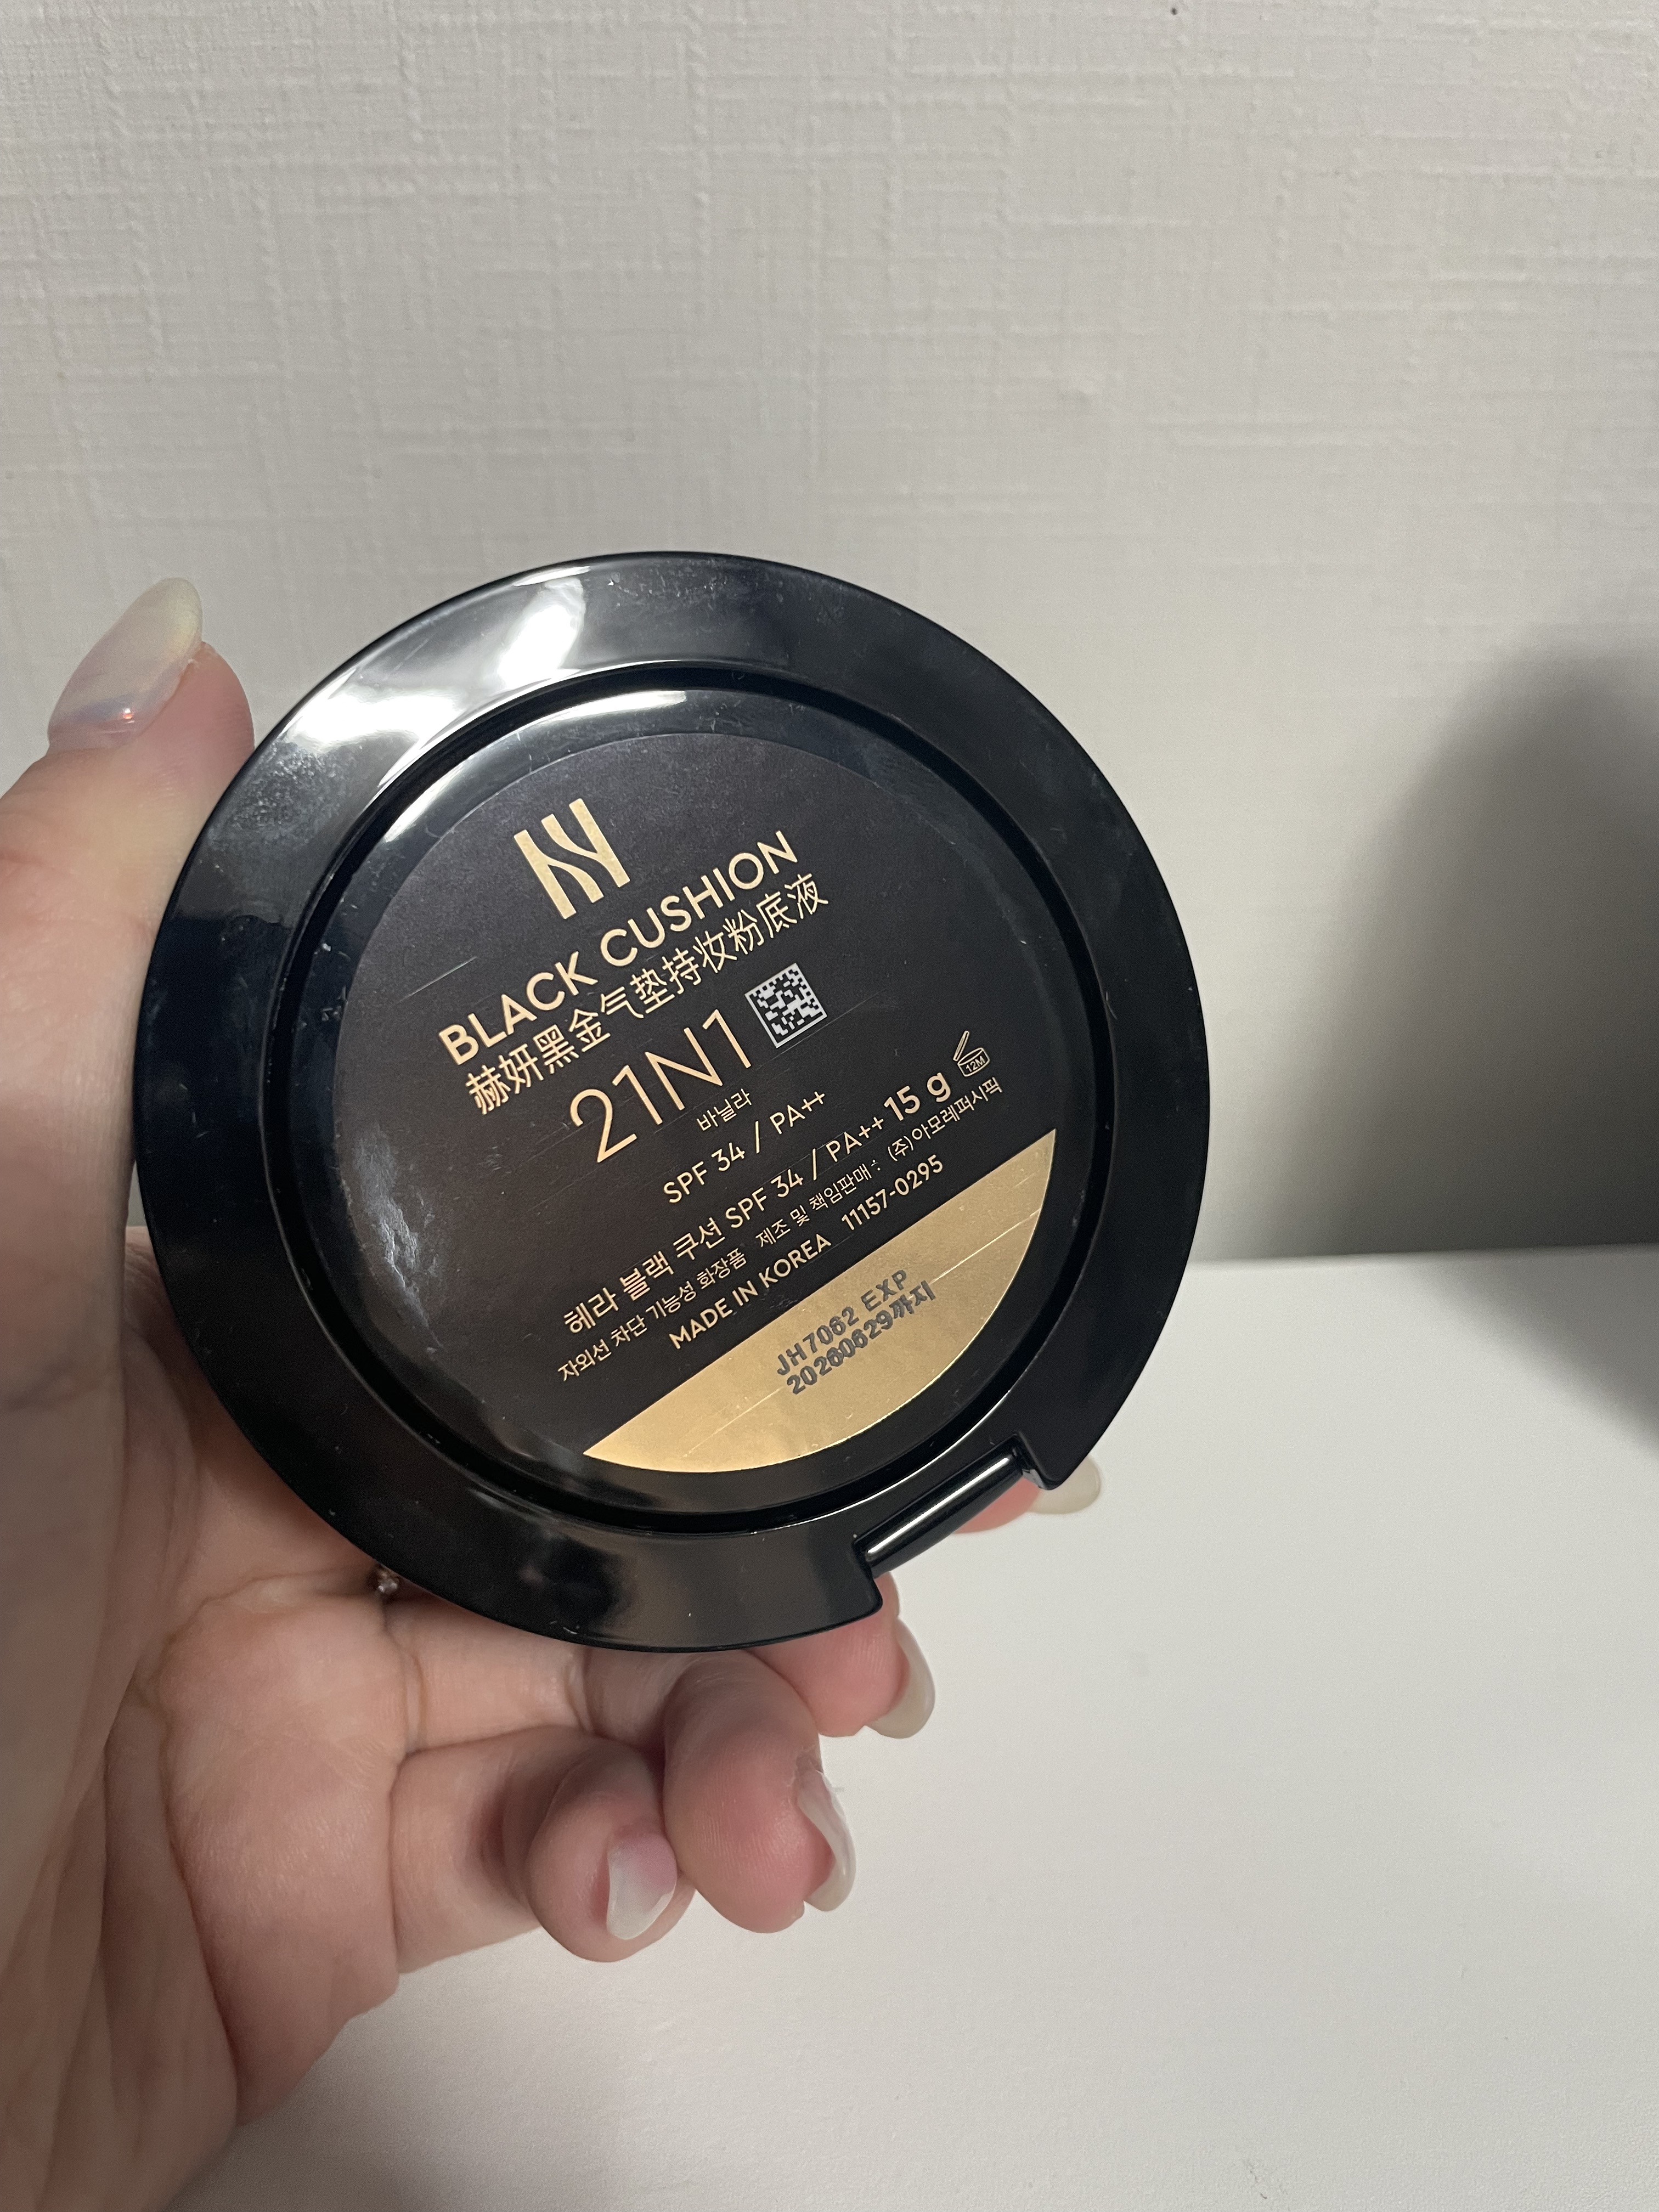 BLACK CUSHION
赫妍黑金气垫持妆粉底液
21N1
바닐라
SPF 34 / PA++
헤라 블랙 쿠션 SPF 34 / PA++ 15 g 12M
자외선 차단 기능성 화장품 제조 및 책임판매 : (주)아모레퍼시픽
MADE IN KOREA 11157-0295
JH7062 EXP
20260629까지